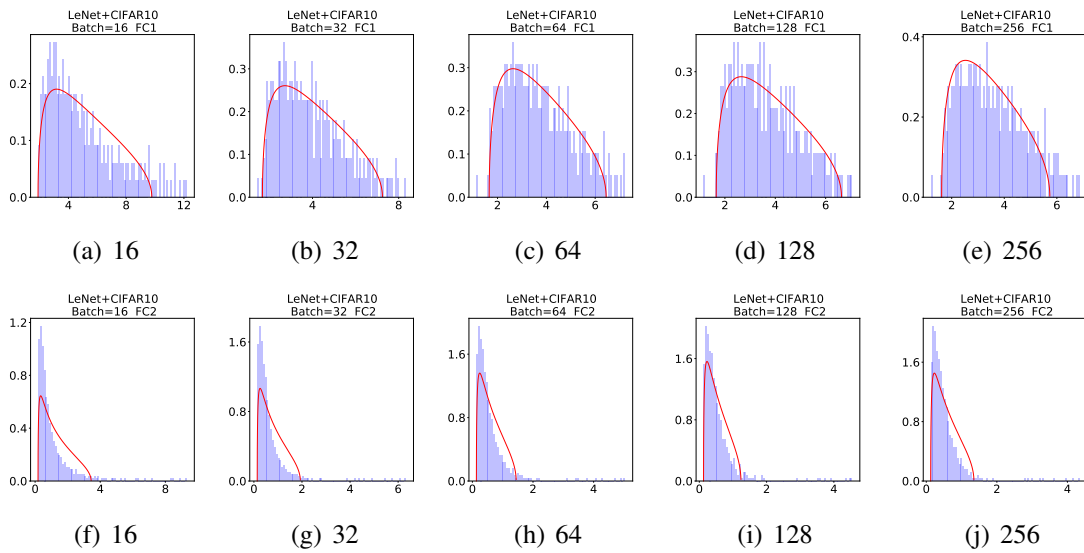 LeNet+CIFAR10
Batch=16 FC1
0.2
0.1
0.0
4 8 12
(a) 16
LeNet+CIFAR10
Batch=32 FC1
0.3
0.2
0.1
0.0
4 8
(b) 32
LeNet+CIFAR10
Batch=64 FC1
0.3
0.2
0.1
0.0
2 4 6
(c) 64
LeNet+CIFAR10
Batch=128 FC1
0.3
0.2
0.1
0.0
2 4 6
(d) 128
LeNet+CIFAR10
Batch=256 FC1
0.4
0.2
0.0
2 4 6
(e) 256
LeNet+CIFAR10
Batch=16 FC2
1.2
0.8
0.4
0.0
0 4 8
(f) 16
LeNet+CIFAR10
Batch=32 FC2
1.6
0.8
0.0
0 2 4 6
(g) 32
LeNet+CIFAR10
Batch=64 FC2
1.6
0.8
0.0
0 2 4
(h) 64
LeNet+CIFAR10
Batch=128 FC2
1.6
0.8
0.0
0 2 4
(i) 128
LeNet+CIFAR10
Batch=256 FC2
1.6
0.8
0.0
0 2 4
(j) 256